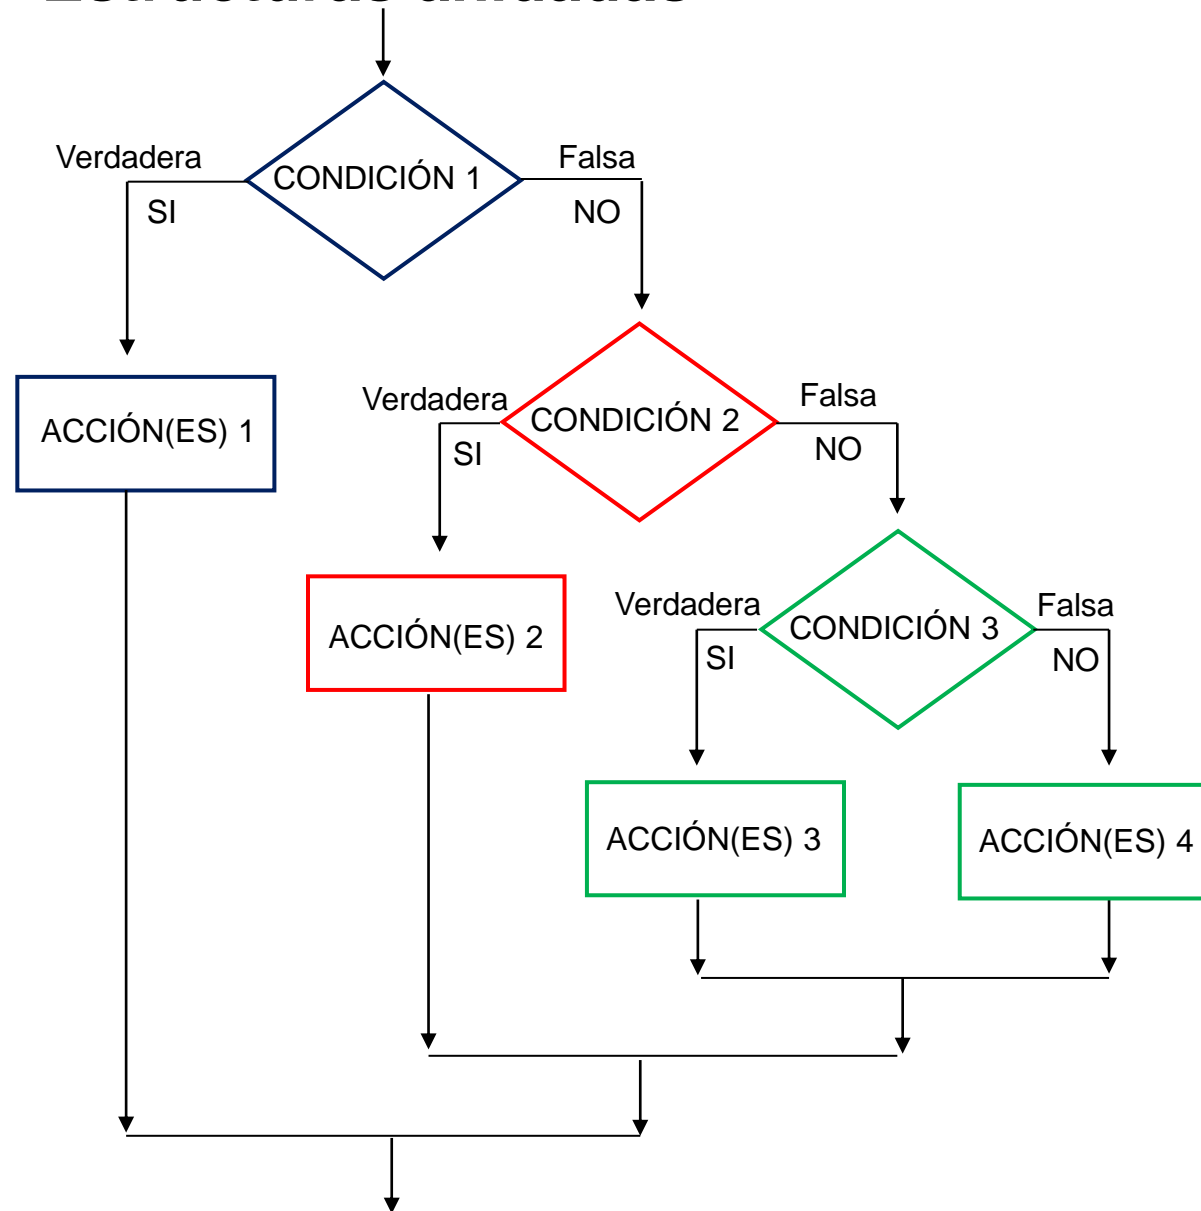 Verdadera
Falsa
CONDICIÓN 1
SI
NO
Verdadera
Falsa
CONDICIÓN 2
SI
NO
ACCIÓN(ES) 1
Verdadera
Falsa
CONDICIÓN 3
SI
NO
ACCIÓN(ES) 2
ACCIÓN(ES) 3
ACCIÓN(ES) 4